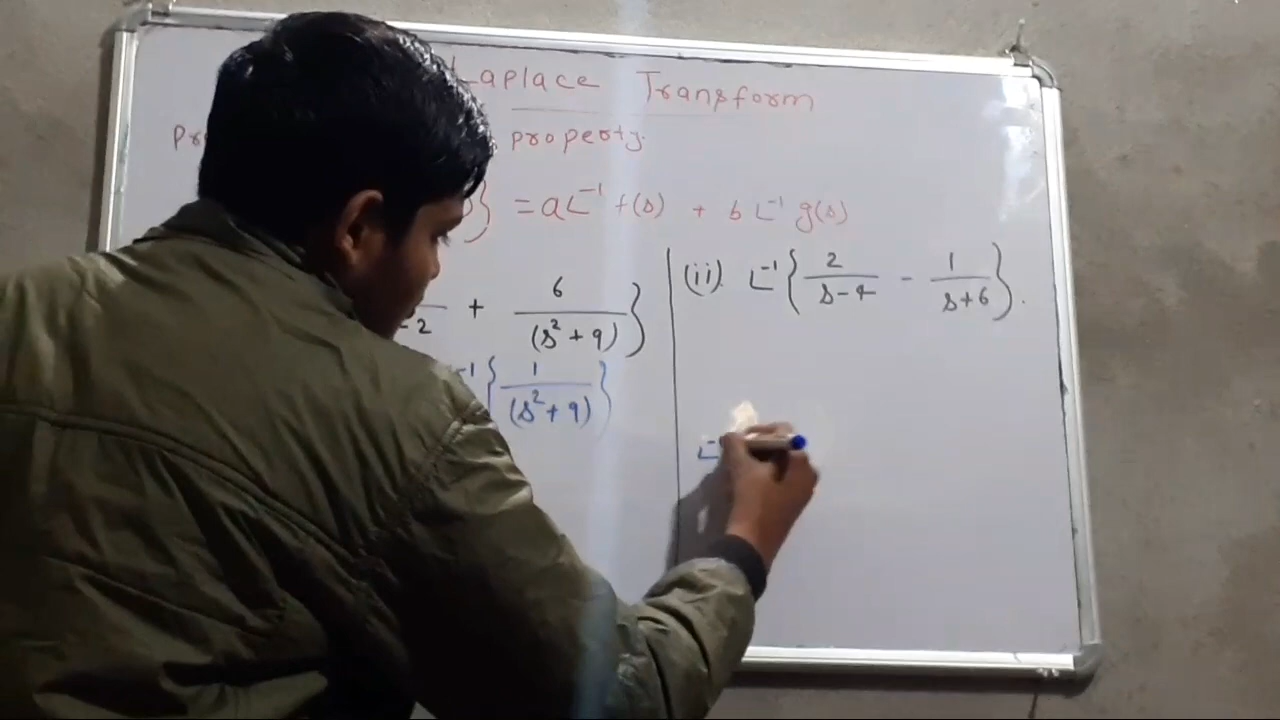 Laplace Transform
property.
} = a L⁻¹ f(s) + b L⁻¹ g(s)
-2 + 6/(s² + 9) }
⁻¹ { 1/(s² + 9) }
(ii). L⁻¹ { 2/(s-4) - 1/(s+6) }.
L⁻¹